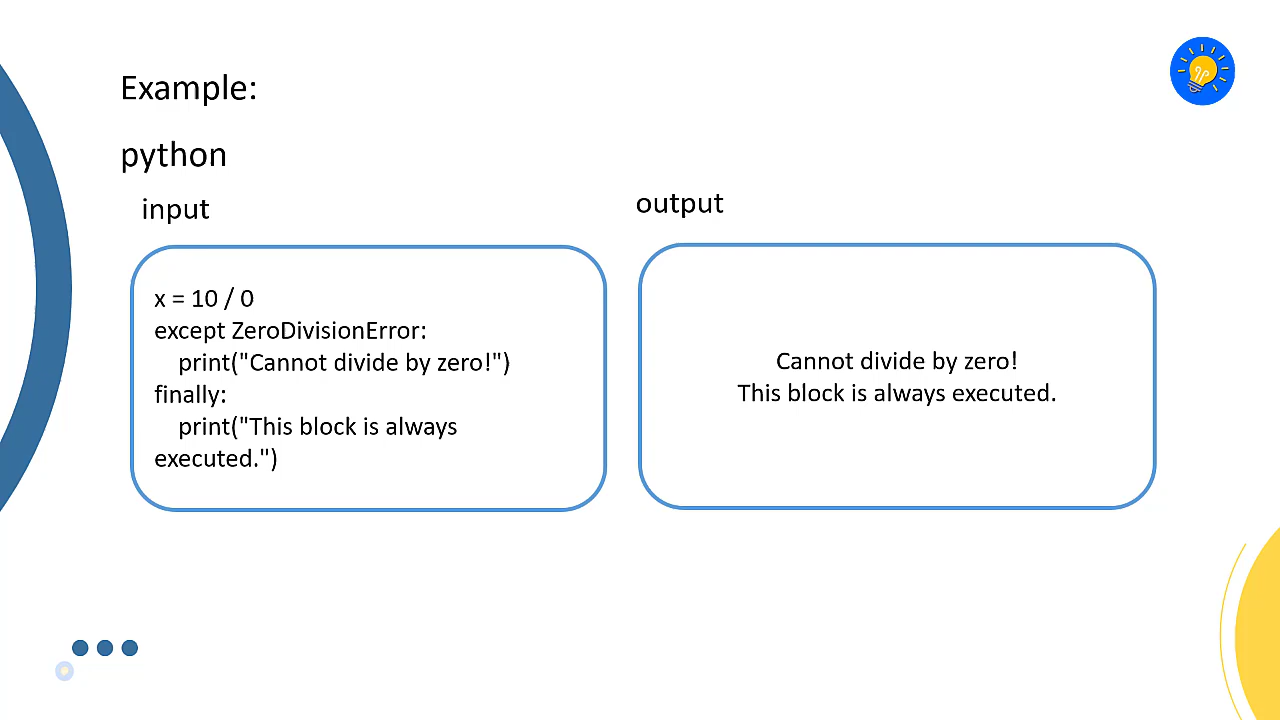 Example:
python
input
x = 10 / 0
except ZeroDivisionError:
    print("Cannot divide by zero!")
finally:
    print("This block is always
executed.")
output
Cannot divide by zero!
This block is always executed.